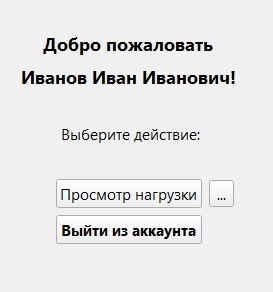 Добро пожаловать
Иванов Иван Иванович!
Выберите действие:
Просмотр нагрузки ...
Выйти из аккаунта